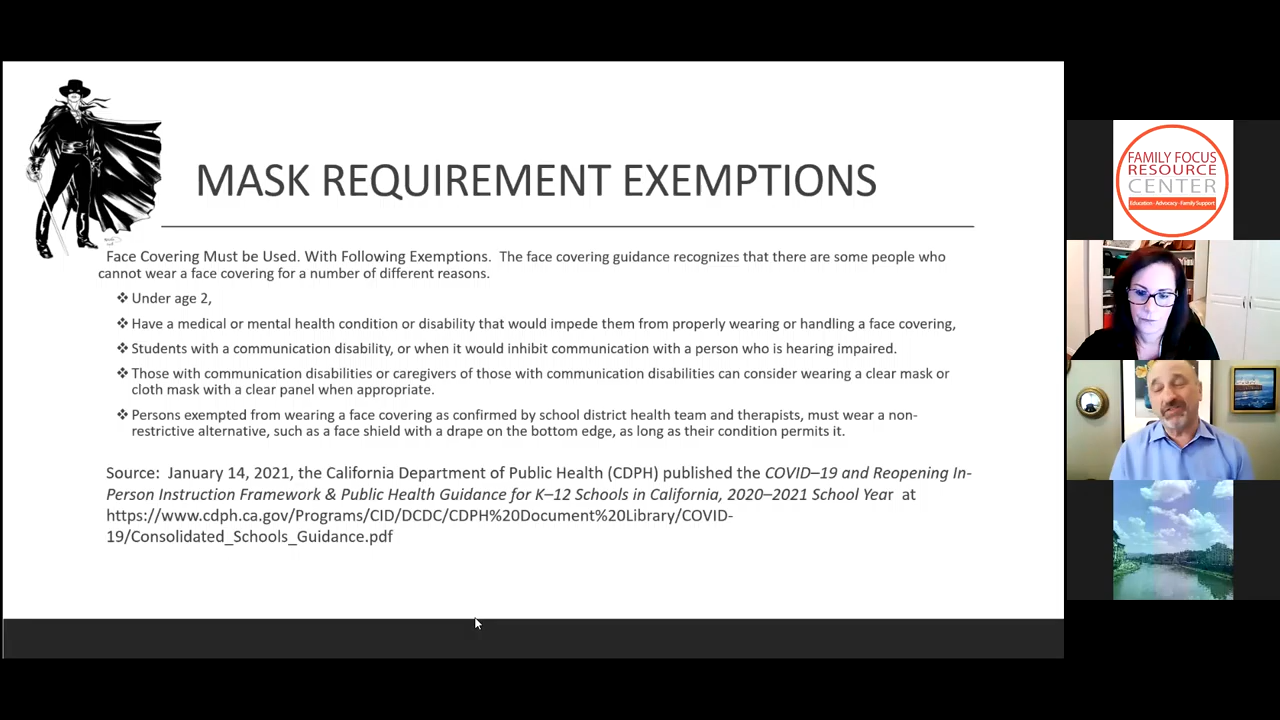 MASK REQUIREMENT EXEMPTIONS
Face Covering Must be Used. With Following Exemptions.  The face covering guidance recognizes that there are some people who
cannot wear a face covering for a number of different reasons.
❖ Under age 2,
❖ Have a medical or mental health condition or disability that would impede them from properly wearing or handling a face covering,
❖ Students with a communication disability, or when it would inhibit communication with a person who is hearing impaired.
❖ Those with communication disabilities or caregivers of those with communication disabilities can consider wearing a clear mask or
cloth mask with a clear panel when appropriate.
❖ Persons exempted from wearing a face covering as confirmed by school district health team and therapists, must wear a non-
restrictive alternative, such as a face shield with a drape on the bottom edge, as long as their condition permits it.
Source:  January 14, 2021, the California Department of Public Health (CDPH) published the COVID–19 and Reopening In-
Person Instruction Framework & Public Health Guidance for K–12 Schools in California, 2020–2021 School Year  at
https://www.cdph.ca.gov/Programs/CID/DCDC/CDPH%20Document%20Library/COVID-
19/Consolidated_Schools_Guidance.pdf
FAMILY FOCUS
RESOURCE
CENTER
Education - Advocacy - Family Support